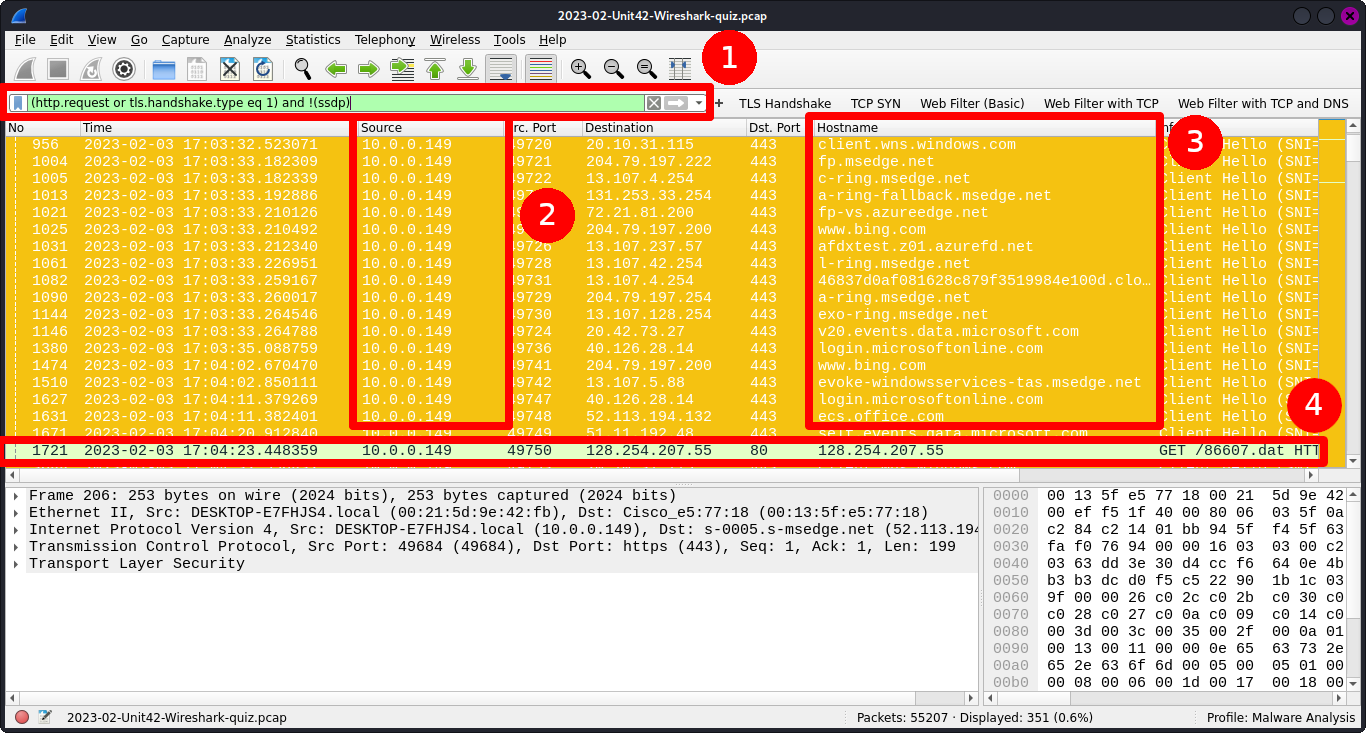 2023-02-Unit42-Wireshark-quiz.pcap
File Edit View Go Capture Analyze Statistics Telephony Wireless Tools Help
1
(http.request or tls.handshake.type eq 1) and !(ssdp) + TLS Handshake TCP SYN Web Filter (Basic) Web Filter with TCP Web Filter with TCP and DNS
No Time Source rc. Port Destination Dst. Port Hostname
956 2023-02-03 17:03:32.523071 10.0.0.149 49720 20.10.31.115 443 client.wns.windows.com Client Hello (SNI=
3
1004 2023-02-03 17:03:33.182309 10.0.0.149 49721 204.79.197.222 443 fp.msedge.net Client Hello (SNI=
1005 2023-02-03 17:03:33.182339 10.0.0.149 49722 13.107.4.254 443 c-ring.msedge.net Client Hello (SNI=
1013 2023-02-03 17:03:33.192886 10.0.0.149 131.253.33.254 443 a-ring-fallback.msedge.net Client Hello (SNI=
2
1021 2023-02-03 17:03:33.210126 10.0.0.149 72.21.81.200 443 fp-vs.azureedge.net Client Hello (SNI=
1025 2023-02-03 17:03:33.210492 10.0.0.149 204.79.197.200 443 www.bing.com Client Hello (SNI=
1031 2023-02-03 17:03:33.212340 10.0.0.149 49726 13.107.237.57 443 afdxtest.z01.azurefd.net Client Hello (SNI=
1061 2023-02-03 17:03:33.226951 10.0.0.149 49728 13.107.42.254 443 l-ring.msedge.net Client Hello (SNI=
1082 2023-02-03 17:03:33.259167 10.0.0.149 49731 13.107.4.254 443 46837d0af081628c879f3519984e100d.clo… Client Hello (SNI=
1090 2023-02-03 17:03:33.260017 10.0.0.149 49729 204.79.197.254 443 a-ring.msedge.net Client Hello (SNI=
1144 2023-02-03 17:03:33.264546 10.0.0.149 49730 13.107.128.254 443 exo-ring.msedge.net Client Hello (SNI=
1146 2023-02-03 17:03:33.264788 10.0.0.149 49724 20.42.73.27 443 v20.events.data.microsoft.com Client Hello (SNI=
1380 2023-02-03 17:03:35.088759 10.0.0.149 49736 40.126.28.14 443 login.microsoftonline.com Client Hello (SNI=
1474 2023-02-03 17:04:02.670470 10.0.0.149 49741 204.79.197.200 443 www.bing.com Client Hello (SNI=
1510 2023-02-03 17:04:02.850111 10.0.0.149 49742 13.107.5.88 443 evoke-windowsservices-tas.msedge.net Client Hello (SNI=
1627 2023-02-03 17:04:11.379269 10.0.0.149 49747 40.126.28.14 443 login.microsoftonline.com Client Hello (SNI=
4
1631 2023-02-03 17:04:11.382401 10.0.0.149 49748 52.113.194.132 443 ecs.office.com Client Hello (SNI=
1671 2023-02-03 17:04:20.912840 10.0.0.149 49749 51.11.192.48 443 self.events.data.microsoft.com Client Hello (SNI=
1721 2023-02-03 17:04:23.448359 10.0.0.149 49750 128.254.207.55 80 128.254.207.55 GET /86607.dat HTT
Frame 206: 253 bytes on wire (2024 bits), 253 bytes captured (2024 bits)
Ethernet II, Src: DESKTOP-E7FHJS4.local (00:21:5d:9e:42:fb), Dst: Cisco_e5:77:18 (00:13:5f:e5:77:18)
Internet Protocol Version 4, Src: DESKTOP-E7FHJS4.local (10.0.0.149), Dst: s-0005.s-msedge.net (52.113.194
Transmission Control Protocol, Src Port: 49684 (49684), Dst Port: https (443), Seq: 1, Ack: 1, Len: 199
Transport Layer Security
0000 00 13 5f e5 77 18 00 21 5d 9e 42
0010 00 ef f5 1f 40 00 80 06 03 5f 0a
0020 c2 84 c2 14 01 bb 94 5f f4 5f 63
0030 fa f0 76 94 00 00 16 03 03 00 c2
0040 03 63 dd 3e 30 d4 cc f6 64 0e 4b
0050 b3 b3 dc d0 f5 c5 22 90 1b 1c 03
0060 9f 00 00 26 c0 2c c0 2b c0 30 c0
0070 c0 28 c0 27 c0 0a c0 09 c0 14 c0
0080 00 3d 00 3c 00 35 00 2f 00 0a 01
0090 00 13 00 11 00 00 0e 65 63 73 2e
00a0 65 2e 63 6f 6d 00 05 00 05 01 00
00b0 00 08 00 06 00 1d 00 17 00 18 00
2023-02-Unit42-Wireshark-quiz.pcap Packets: 55207 · Displayed: 351 (0.6%) Profile: Malware Analysis